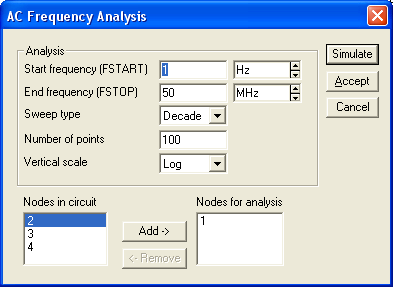 AC Frequency Analysis
Analysis
Start frequency (FSTART) 1 Hz
End frequency (FSTOP) 50 MHz
Sweep type Decade
Number of points 100
Vertical scale Log
Simulate
Accept
Cancel
Nodes in circuit
2
3
4
Add ->
<- Remove
Nodes for analysis
1